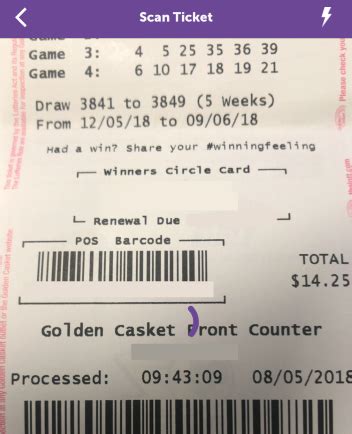 Scan Ticket
Game 3: 4 5 25 35 36 39
Game 4: 6 10 17 18 19 21
Draw 3841 to 3849 (5 Weeks)
From 12/05/18 to 09/06/18
Had a win? Share your #winningfeeling
Winners Circle Card
Renewal Due
POS Barcode
TOTAL
$14.25
Golden Casket Front Counter
Processed: 09:43:09 08/05/2018
Please check you